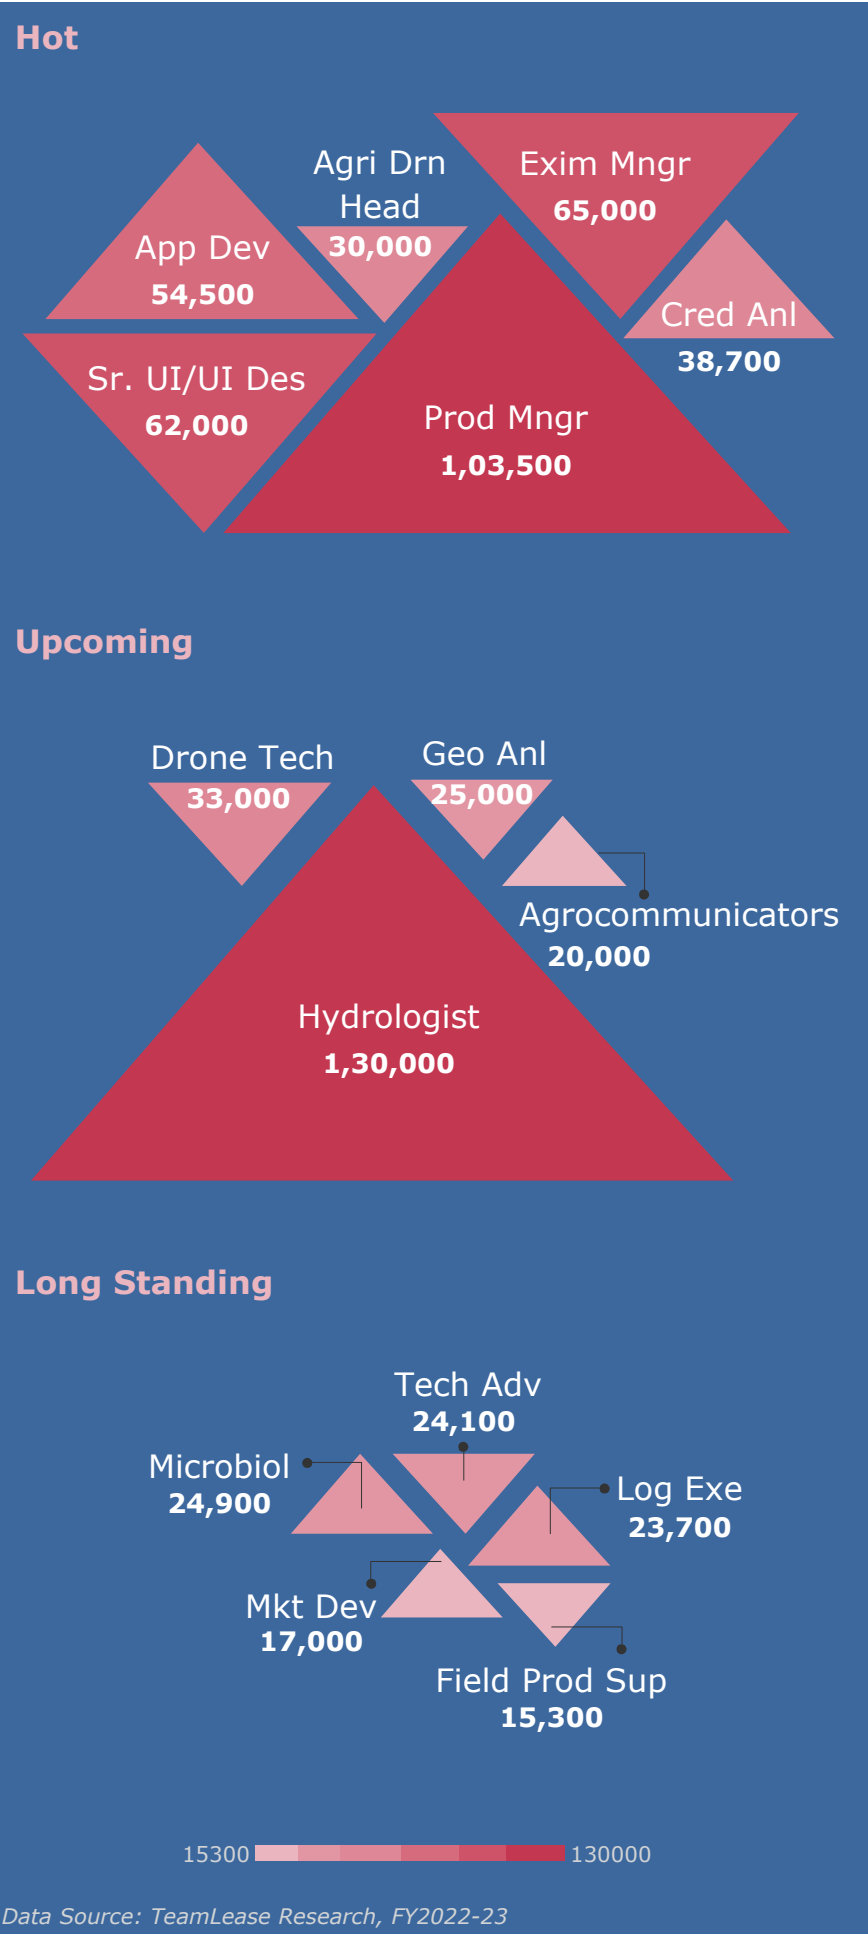 Hot
Agri Drn
Head
30,000
Exim Mngr
65,000
App Dev
54,500
Cred Anl
38,700
Sr. UI/UI Des
62,000
Prod Mngr
1,03,500
Upcoming
Drone Tech
33,000
Geo Anl
25,000
Agrocommunicators
20,000
Hydrologist
1,30,000
Long Standing
Tech Adv
24,100
Microbiol
24,900
Log Exe
23,700
Mkt Dev
17,000
Field Prod Sup
15,300
15300
130000
Data Source: TeamLease Research, FY2022-23